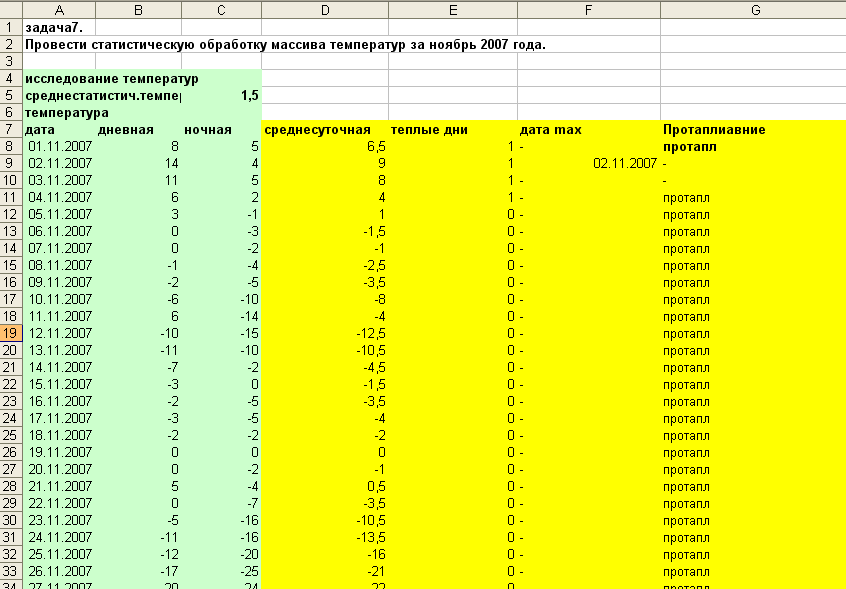 A B C D E F G
1 задача7.
2 Провести статистическую обработку массива температур за ноябрь 2007 года.
3
4 исследование температур
5 среднестатистич.темпе 1,5
6 температура
7 дата дневная ночная среднесуточная теплые дни дата max Протаплиавние
8 01.11.2007 8 5 6,5 1 - протапл
9 02.11.2007 14 4 9 1 02.11.2007 -
10 03.11.2007 11 5 8 1 - -
11 04.11.2007 6 2 4 1 - протапл
12 05.11.2007 3 -1 1 0 - протапл
13 06.11.2007 0 -3 -1,5 0 - протапл
14 07.11.2007 0 -2 -1 0 - протапл
15 08.11.2007 -1 -4 -2,5 0 - протапл
16 09.11.2007 -2 -5 -3,5 0 - протапл
17 10.11.2007 -6 -10 -8 0 - протапл
18 11.11.2007 6 -14 -4 0 - протапл
19 12.11.2007 -10 -15 -12,5 0 - протапл
20 13.11.2007 -11 -10 -10,5 0 - протапл
21 14.11.2007 -7 -2 -4,5 0 - протапл
22 15.11.2007 -3 0 -1,5 0 - протапл
23 16.11.2007 -2 -5 -3,5 0 - протапл
24 17.11.2007 -3 -5 -4 0 - протапл
25 18.11.2007 -2 -2 -2 0 - протапл
26 19.11.2007 0 0 0 0 - протапл
27 20.11.2007 0 -2 -1 0 - протапл
28 21.11.2007 5 -4 0,5 0 - протапл
29 22.11.2007 0 -7 -3,5 0 - протапл
30 23.11.2007 -5 -16 -10,5 0 - протапл
31 24.11.2007 -11 -16 -13,5 0 - протапл
32 25.11.2007 -12 -20 -16 0 - протапл
33 26.11.2007 -17 -25 -21 0 - протапл